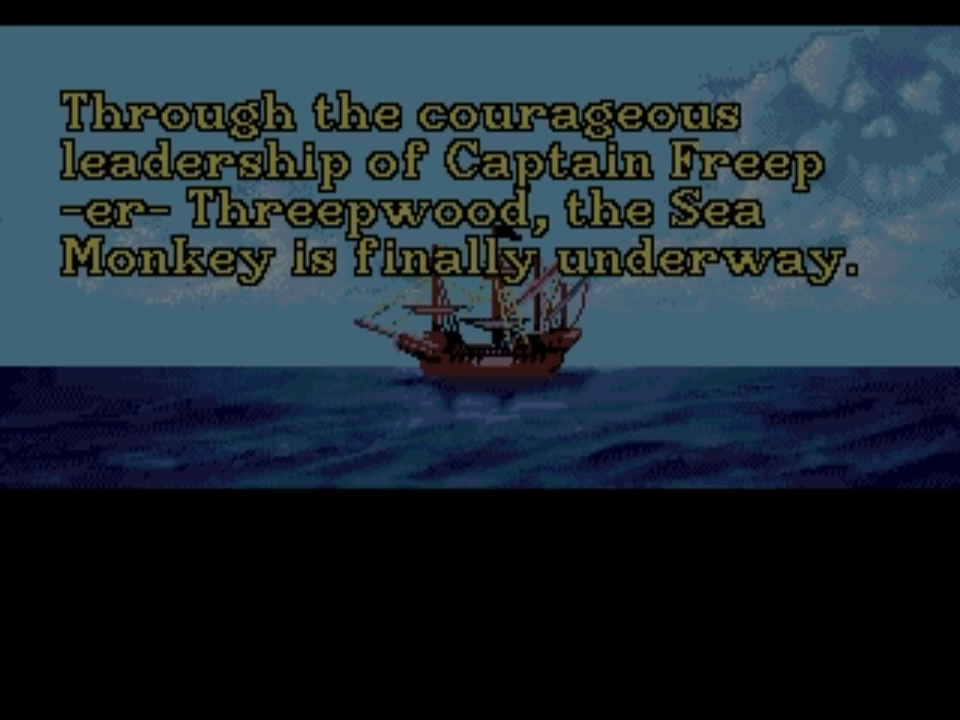 Through the courageous
leadership of Captain Freep
-er- Threepwood, the Sea
Monkey is finally underway.